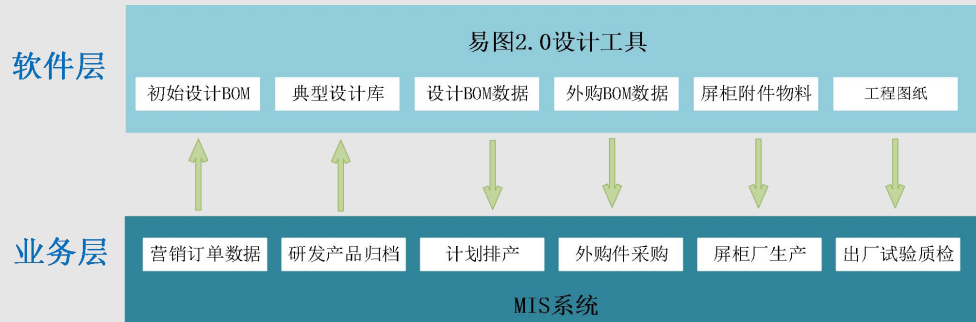 易图2.0设计工具
软件层
初始设计BOM
典型设计库
设计BOM数据
外购BOM数据
屏柜附件物料
工程图纸
业务层
营销订单数据
研发产品归档
计划排产
外购件采购
屏柜厂生产
出厂试验质检
MIS系统